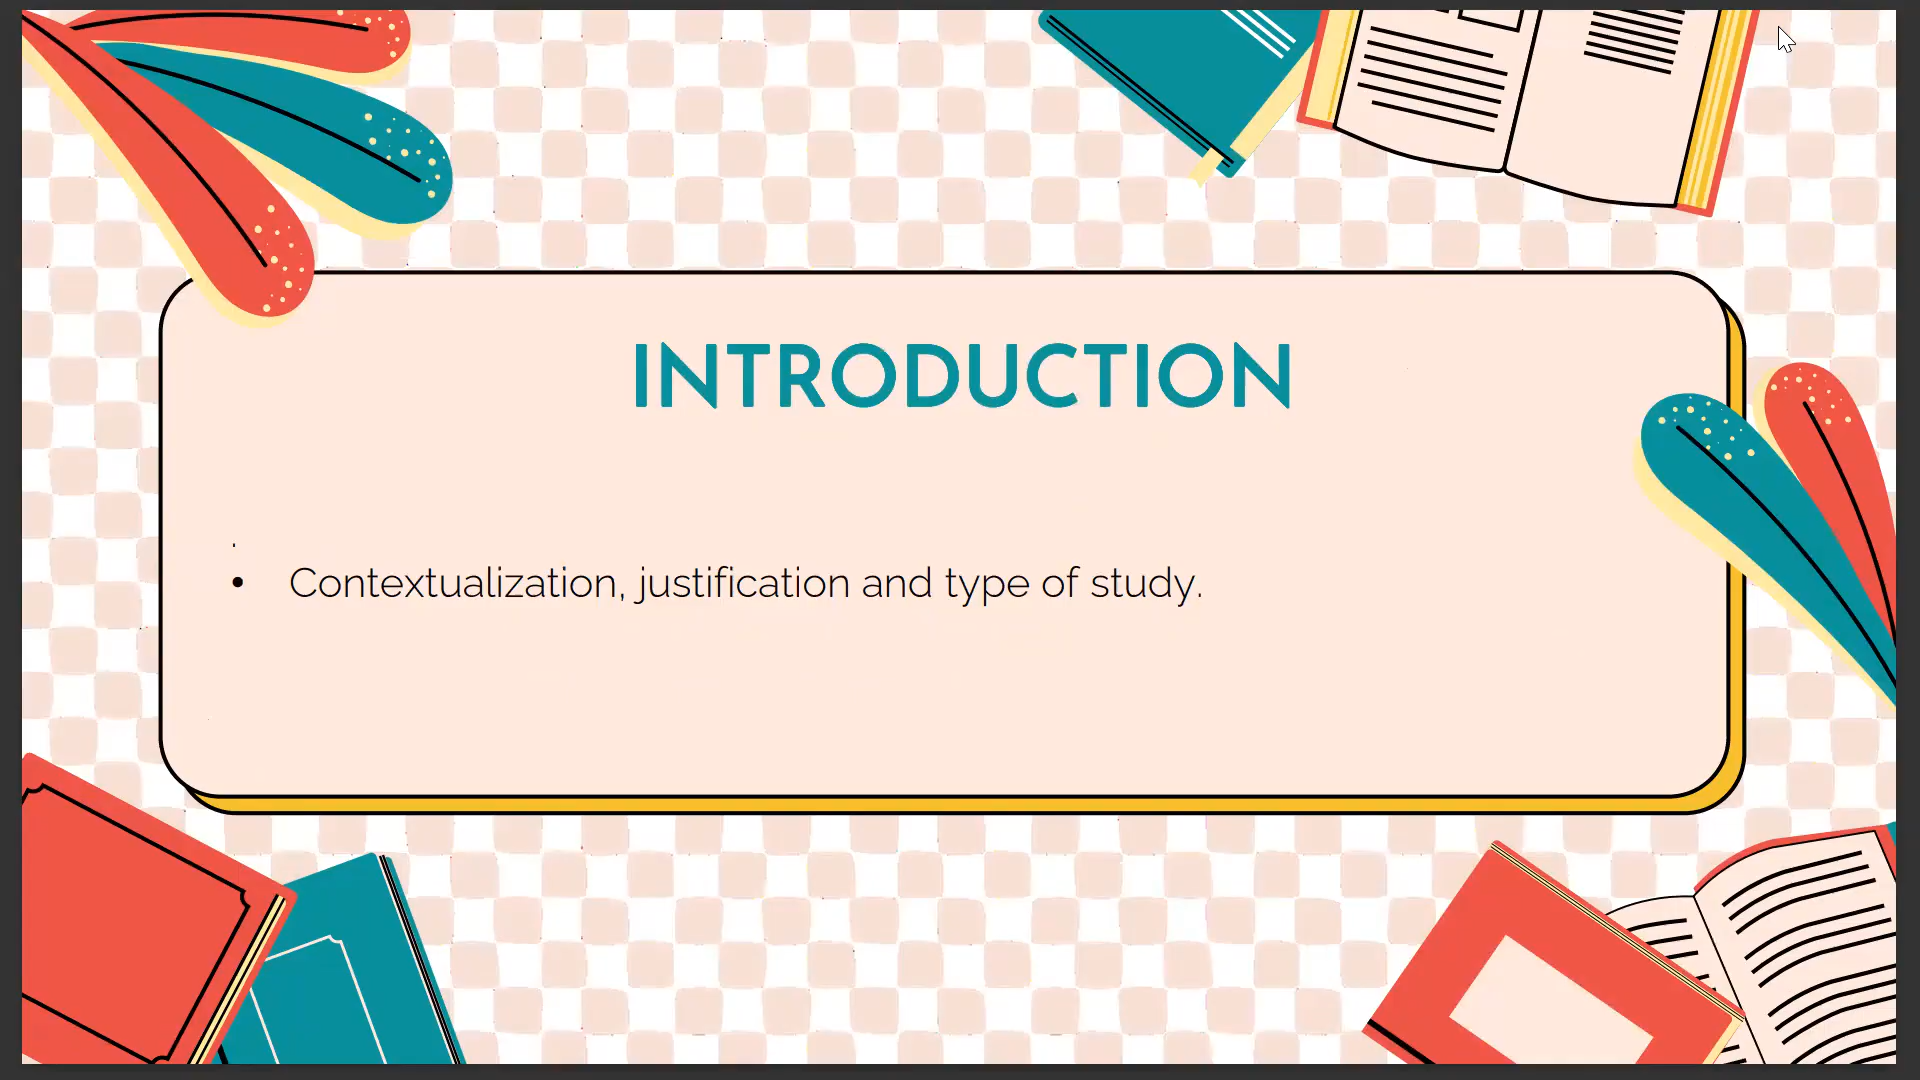 INTRODUCTION
• Contextualization, justification and type of study.